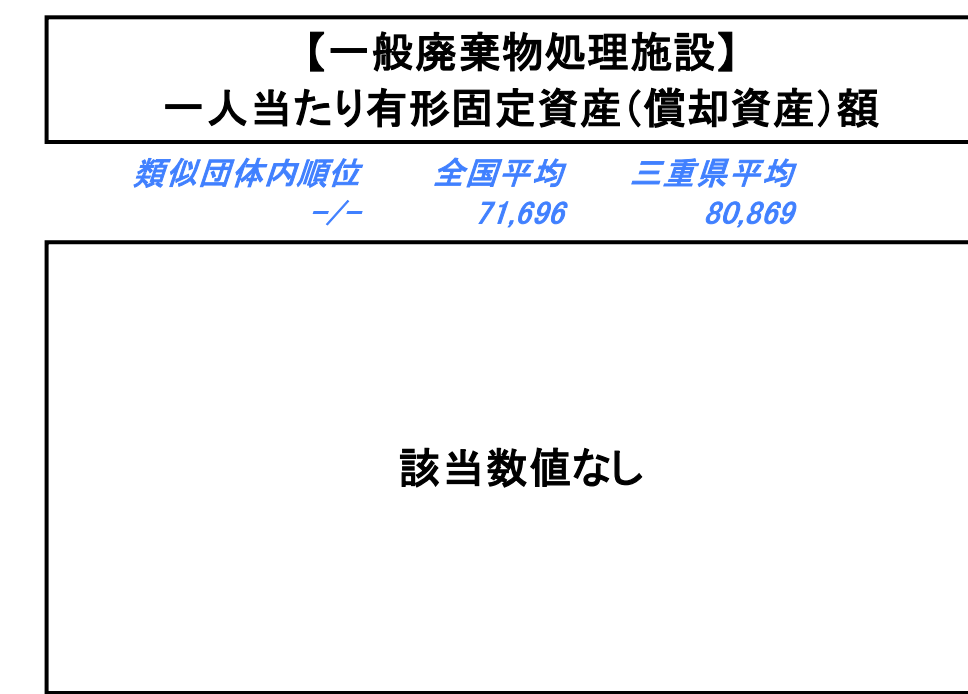 【一般廃棄物処理施設】
一人当たり有形固定資産(償却資産)額
類似団体内順位 全国平均 三重県平均
-/- 71,696 80,869
該当数値なし